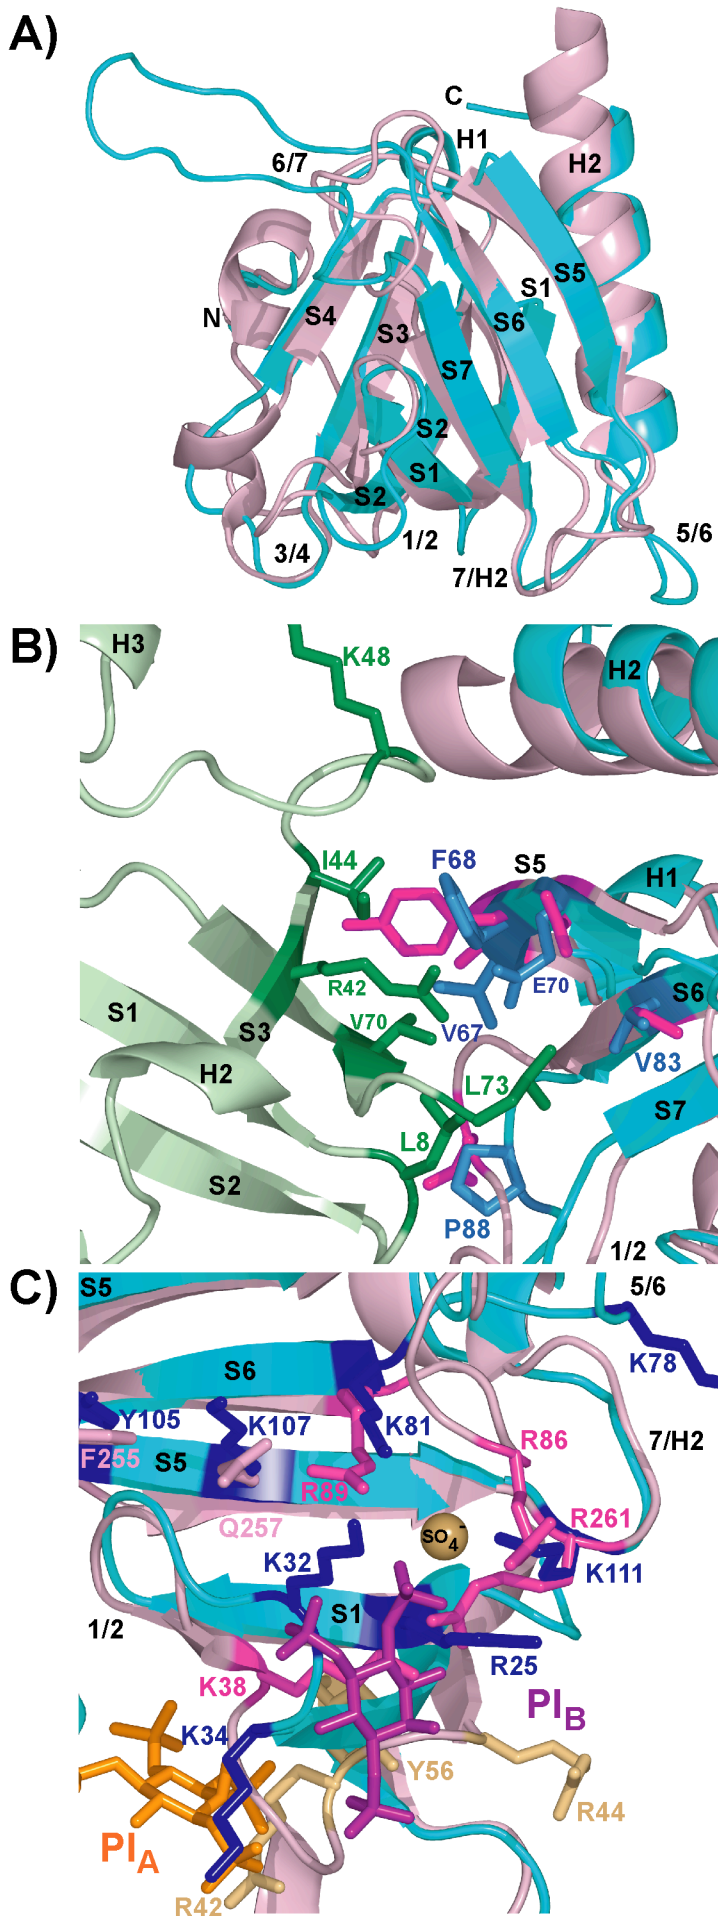 A)
C
H1
6/7
H2
S5
S1
N
S4
S3
S6
S7
S2
S1
S2
3/4
1/2
7/H2
5/6
B)
H3
K48
H2
I44
F68
S5
H1
R42
E70
S1
S3
V70
V67
S6
V83
H2
L73
S7
L8
S2
P88
1/2
C)
S5
5/6
S6
K78
Y105
K107
K81
7/H2
F255
S5
R86
R89
Q257
R261
SO4-
K32
K111
S1
1/2
R25
K38
PIB
K34
Y56
R44
PIA
R42